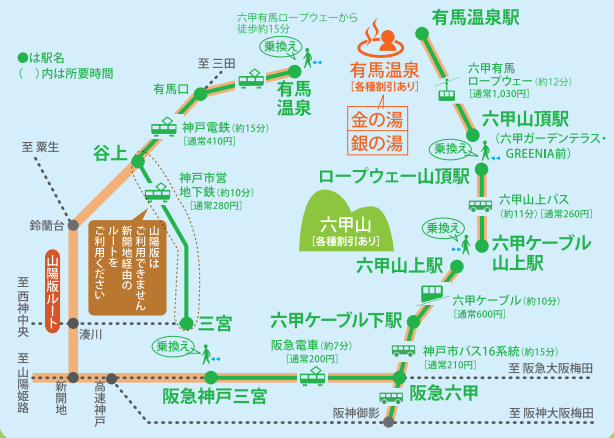 ●は駅名
(　)内は所要時間
六甲有馬ロープウェーから
徒歩約15分
乗換え
至 三田
有馬口
有馬
温泉
有馬温泉
[各種割引あり]
金の湯
銀の湯
有馬温泉駅
六甲有馬
ロープウェー(約12分)
[通常1,030円]
六甲山頂駅
(六甲ガーデンテラス・
GREENIA前)
乗換え
ロープウェー山頂駅
六甲山上バス
(約11分)[通常260円]
乗換え
六甲ケーブル
山上駅
六甲山上駅
六甲山
[各種割引あり]
神戸電鉄(約15分)
[通常410円]
谷上
至 粟生
神戸市営
地下鉄(約10分)
[通常280円]
山陽版は
ご利用できません
新開地経由の
ルートを
ご利用ください
鈴蘭台
山陽版ルート
至 西神中央
湊川
三宮
乗換え
六甲ケーブル(約10分)
[通常600円]
六甲ケーブル下駅
阪急電車(約7分)
[通常200円]
神戸市バス16系統(約15分)
[通常210円]
至 山陽姫路
新開地
高速神戸
阪急神戸三宮
阪急六甲
至 阪急大阪梅田
阪神御影
至 阪神大阪梅田